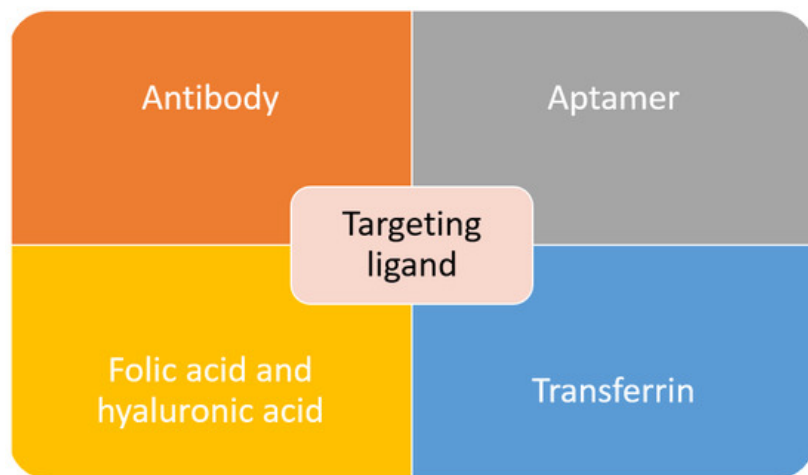 Antibody
Aptamer
Targeting
ligand
Folic acid and
hyaluronic acid
Transferrin